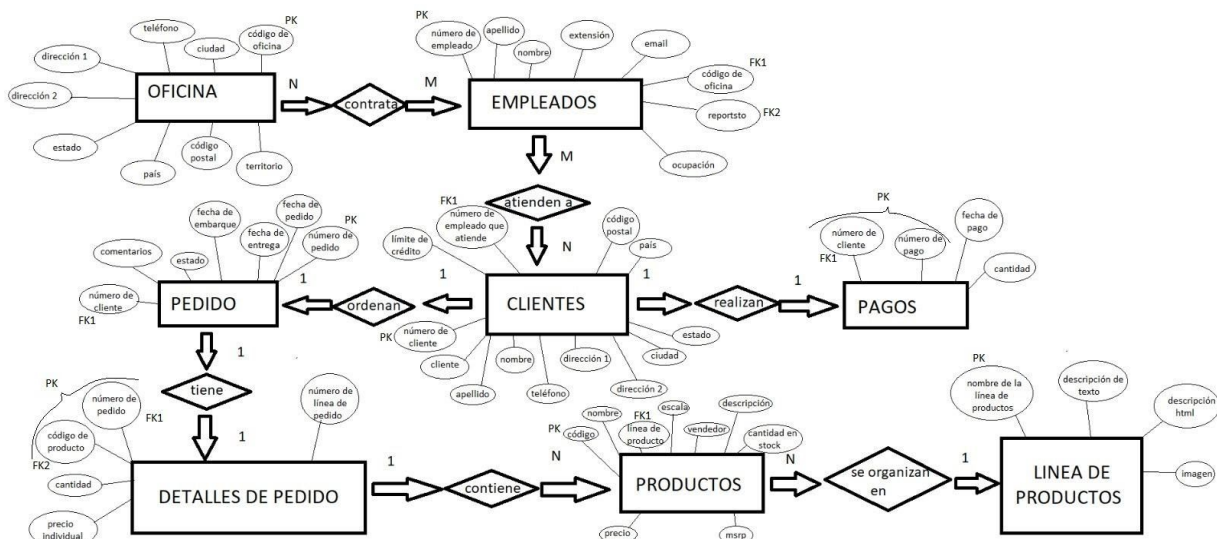 PK
teléfono
ciudad
código de
oficina
dirección 1
dirección 2
OFICINA
estado
país
código
postal
territorio
N
contrata
M
PK
número de
empleado
apellido
nombre
extensión
email
FK1
código de
oficina
reportsto
FK2
EMPLEADOS
ocupación
M
atienden a
N
FK1
número de
empleado que
atiende
límite de
crédito
código
postal
país
CLIENTES
PK
número de
cliente
cliente
apellido
nombre
teléfono
dirección 1
dirección 2
ciudad
estado
1
realizan
1
PK
número de
cliente
FK1
número de
pago
fecha de
pago
cantidad
PAGOS
1
ordenan
1
comentarios
estado
fecha de
embarque
fecha de
entrega
fecha de
pedido
PK
número de
pedido
número de
cliente
FK1
PEDIDO
1
tiene
1
PK
número de
pedido
FK1
código de
producto
FK2
cantidad
precio
individual
número de
línea de
pedido
DETALLES DE PEDIDO
1
contiene
N
PK
código
nombre
FK1
línea de
producto
escala
vendedor
descripción
cantidad en
stock
PRODUCTOS
precio
msrp
N
se organizan
en
1
PK
nombre de la
línea de
productos
descripción de
texto
descripción
html
imagen
LINEA DE
PRODUCTOS